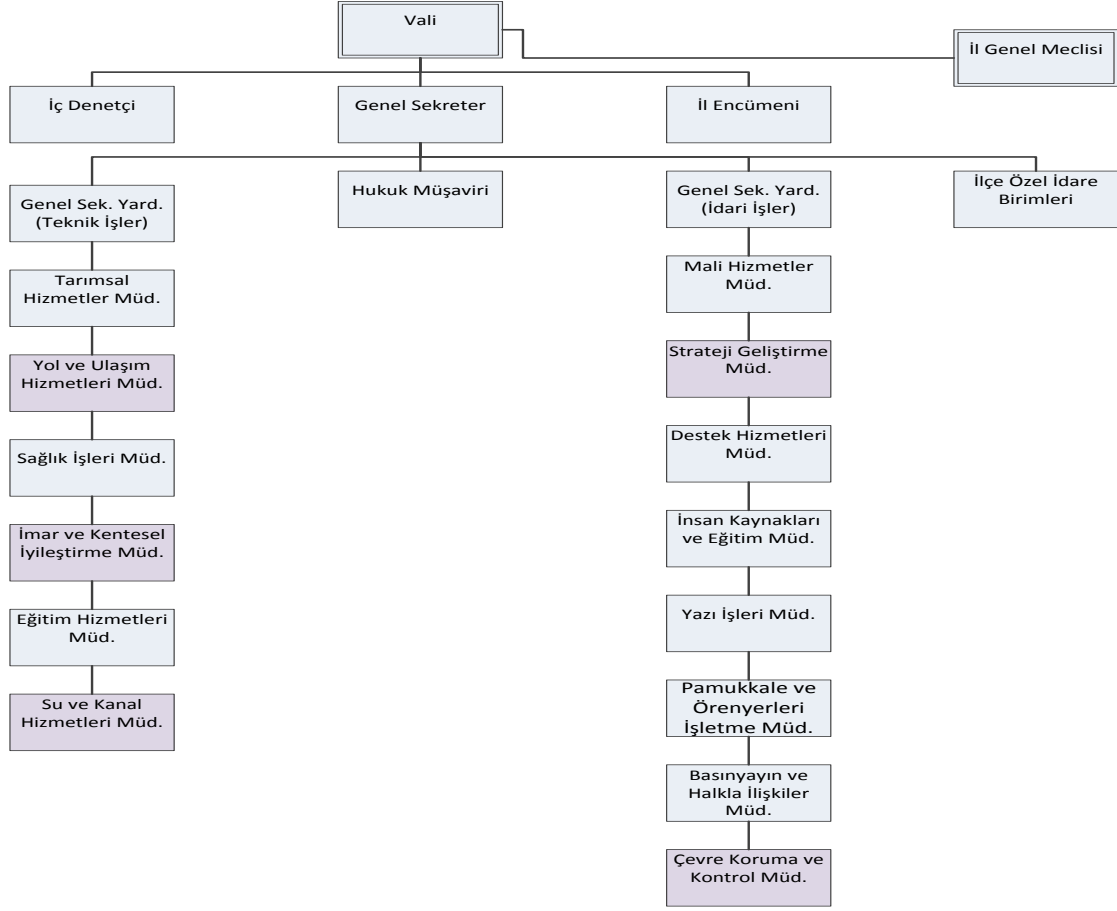 Vali
İl Genel Meclisi
İç Denetçi
Genel Sekreter
İl Encümeni
Genel Sek. Yard.
(Teknik İşler)
Hukuk Müşaviri
Genel Sek. Yard.
(İdari İşler)
İlçe Özel İdare
Birimleri
Tarımsal
Hizmetler Müd.
Yol ve Ulaşım
Hizmetleri Müd.
Sağlık İşleri Müd.
İmar ve Kentesel
İyileştirme Müd.
Eğitim Hizmetleri
Müd.
Su ve Kanal
Hizmetleri Müd.
Mali Hizmetler
Müd.
Strateji Geliştirme
Müd.
Destek Hizmetleri
Müd.
İnsan Kaynakları
ve Eğitim Müd.
Yazı İşleri Müd.
Pamukkale ve
Örenyerleri
İşletme Müd.
Basınyayın ve
Halkla İlişkiler
Müd.
Çevre Koruma ve
Kontrol Müd.